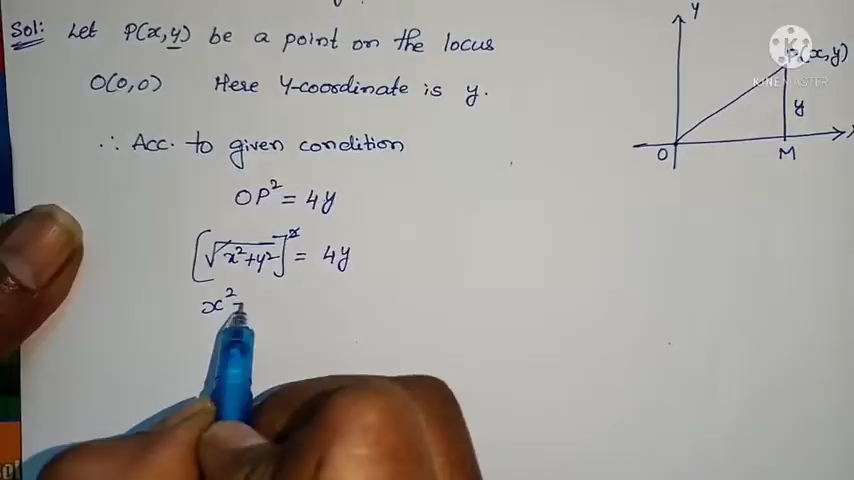 Sol: Let P(x,y) be a point on the locus
O(0,0) Here Y-coordinate is y.
∴ Acc. to given condition
OP² = 4y
[√x²+y²]² = 4y
x²
Y
P(x,y)
KINEMASTER
y
O
M
X